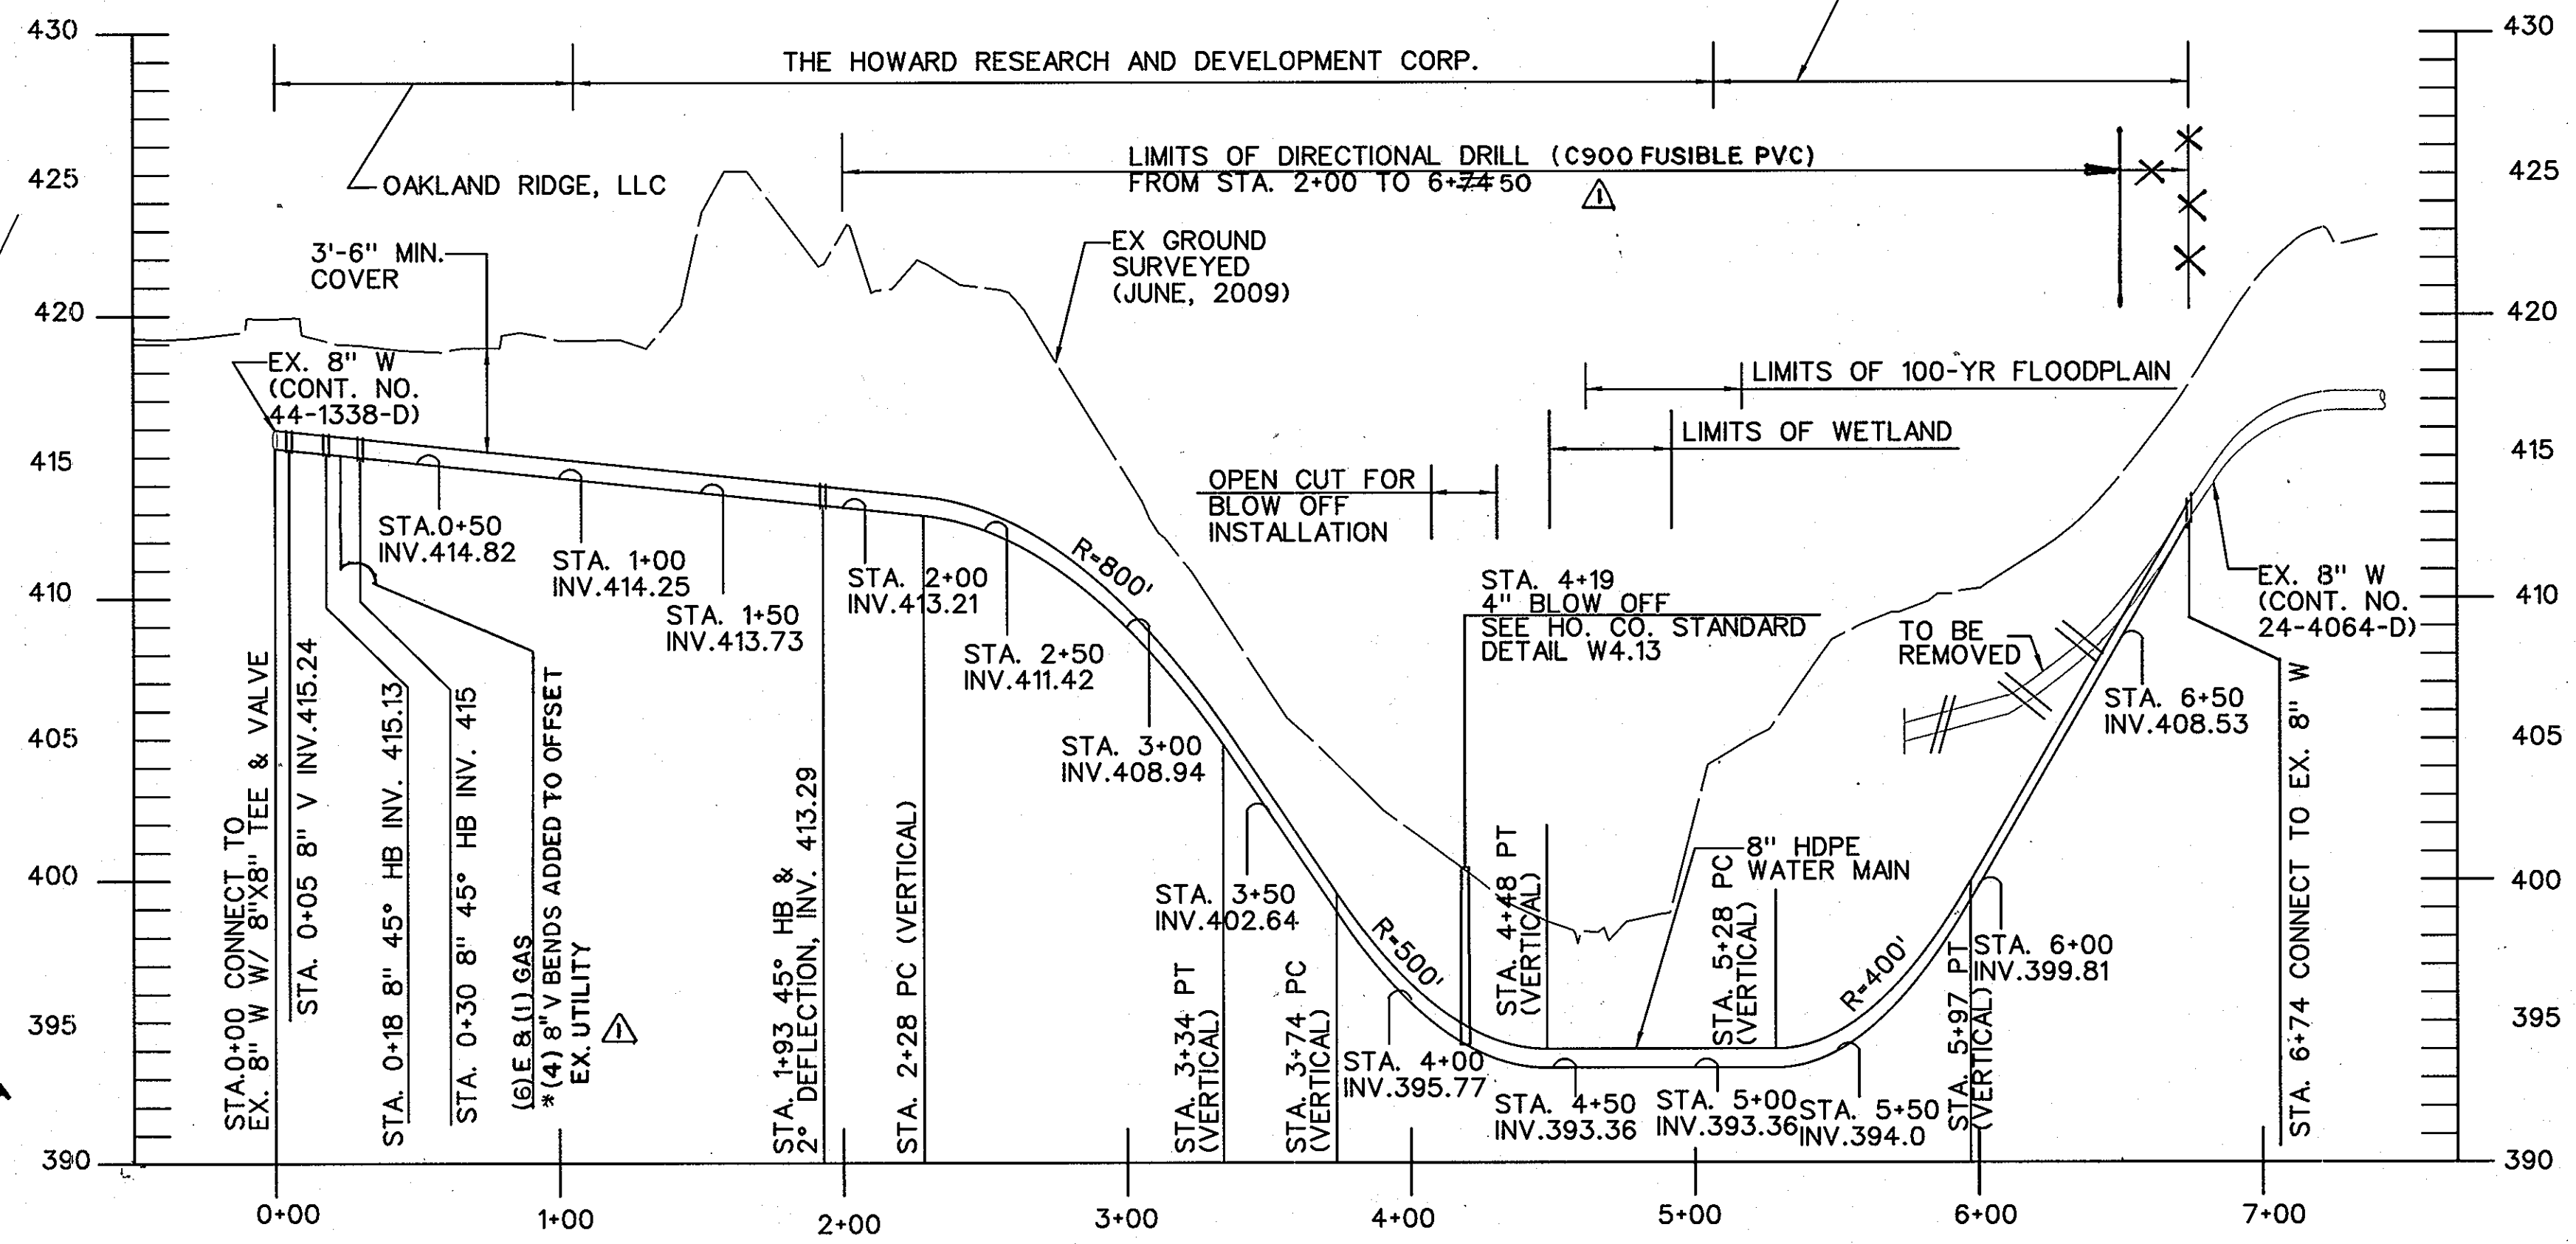 430
425
420
415
410
405
400
395
390
THE HOWARD RESEARCH AND DEVELOPMENT CORP.
OAKLAND RIDGE, LLC
LIMITS OF DIRECTIONAL DRILL (C900 FUSIBLE PVC)
FROM STA. 2+00 TO 6+74 50
1
3'-6" MIN.
COVER
EX GROUND
SURVEYED
(JUNE, 2009)
EX. 8" W
(CONT. NO.
44-1338-D)
LIMITS OF 100-YR FLOODPLAIN
LIMITS OF WETLAND
OPEN CUT FOR
BLOW OFF
INSTALLATION
STA.0+50
INV.414.82
STA. 1+00
INV.414.25
STA. 1+50
INV.413.73
STA. 2+00
INV.413.21
STA. 2+50
INV.411.42
R=800'
STA. 3+00
INV.408.94
STA. 3+50
INV.402.64
STA. 4+19
4" BLOW OFF
SEE HO. CO. STANDARD
DETAIL W4.13
TO BE
REMOVED
EX. 8" W
(CONT. NO.
24-4064-D)
STA. 6+50
INV.408.53
8" HDPE
WATER MAIN
R=500'
R=400'
STA. 6+00
INV.399.81
STA. 4+00
INV.395.77
STA. 4+50
INV.393.36
STA. 5+00
INV.393.36
STA. 5+50
INV.394.0
STA.0+00 CONNECT TO
EX. 8" W W/ 8"X8" TEE & VALVE
STA. 0+05 8" V INV.415.24
STA. 0+18 8" 45° HB INV. 415.13
STA. 0+30 8" 45° HB INV. 415
(6)E & (1) GAS
*(4) 8" V BENDS ADDED TO OFFSET
EX. UTILITY
1
STA. 1+93 45° HB &
2° DEFLECTION, INV. 413.29
STA. 2+28 PC (VERTICAL)
STA. 3+34 PT
(VERTICAL)
STA. 3+74 PC
(VERTICAL)
STA. 4+48 PT
(VERTICAL)
STA. 5+28 PC
(VERTICAL)
STA. 5+97 PT
(VERTICAL)
STA. 6+74 CONNECT TO EX. 8" W
430
425
420
415
410
405
400
395
390
0+00
1+00
2+00
3+00
4+00
5+00
6+00
7+00